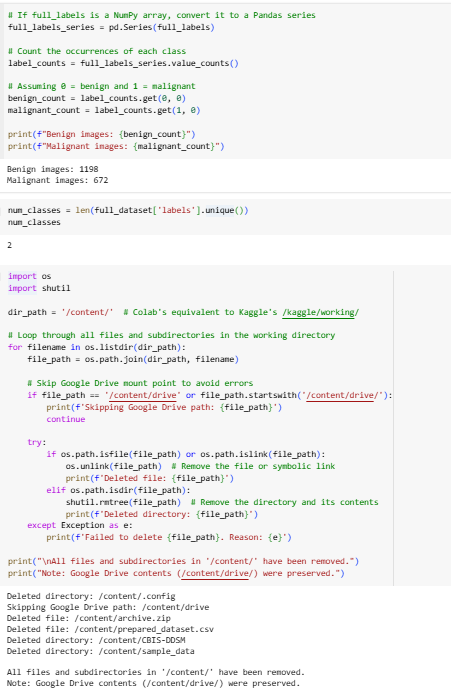 # If full_labels is a NumPy array, convert it to a Pandas series
full_labels_series = pd.Series(full_labels)
# Count the occurrences of each class
label_counts = full_labels_series.value_counts()
# Assuming 0 = benign and 1 = malignant
benign_count = label_counts.get(0, 0)
malignant_count = label_counts.get(1, 0)
print(f"Benign images: {benign_count}")
print(f"Malignant images: {malignant_count}")
Benign images: 1198
Malignant images: 672
num_classes = len(full_dataset['labels'].unique())
num_classes
2
import os
import shutil
dir_path = '/content/'  # Colab's equivalent to Kaggle's /kaggle/working/
# Loop through all files and subdirectories in the working directory
for filename in os.listdir(dir_path):
    file_path = os.path.join(dir_path, filename)
    # Skip Google Drive mount point to avoid errors
    if file_path == '/content/drive' or file_path.startswith('/content/drive/'):
        print(f'Skipping Google Drive path: {file_path}')
        continue
    try:
        if os.path.isfile(file_path) or os.path.islink(file_path):
            os.unlink(file_path)  # Remove the file or symbolic link
            print(f'Deleted file: {file_path}')
        elif os.path.isdir(file_path):
            shutil.rmtree(file_path)  # Remove the directory and its contents
            print(f'Deleted directory: {file_path}')
    except Exception as e:
        print(f'Failed to delete {file_path}. Reason: {e}')
print("\nAll files and subdirectories in '/content/' have been removed.")
print("Note: Google Drive contents (/content/drive/) were preserved.")
Deleted directory: /content/.config
Skipping Google Drive path: /content/drive
Deleted file: /content/archive.zip
Deleted file: /content/prepared_dataset.csv
Deleted directory: /content/CBIS-DDSM
Deleted directory: /content/sample_data
All files and subdirectories in '/content/' have been removed.
Note: Google Drive contents (/content/drive/) were preserved.